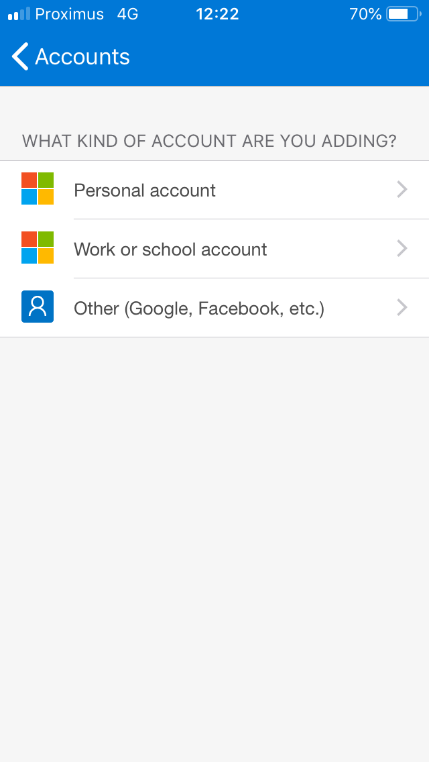 Proximus 4G 12:22 70%
Accounts
WHAT KIND OF ACCOUNT ARE YOU ADDING?
Personal account
Work or school account
Other (Google, Facebook, etc.)